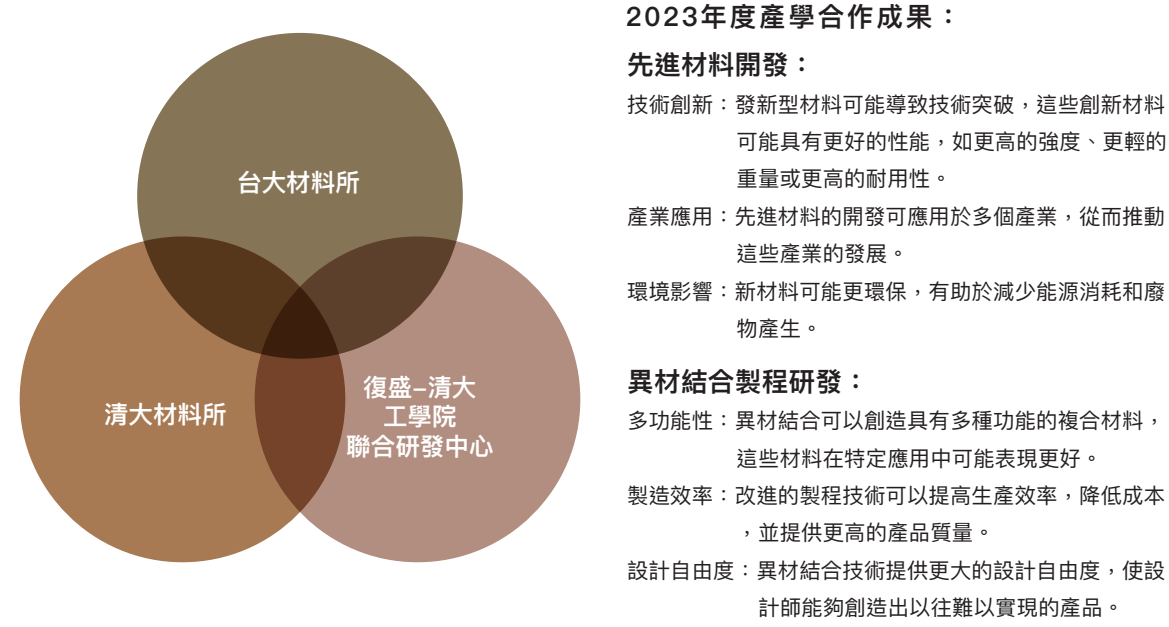 台大材料所
清大材料所
復盛–清大
工學院
聯合研發中心
2023年度產學合作成果：
先進材料開發：
技術創新：發新型材料可能導致技術突破，這些創新材料
可能具有更好的性能，如更高的強度、更輕的
重量或更高的耐用性。
產業應用：先進材料的開發可應用於多個產業，從而推動
這些產業的發展。
環境影響：新材料可能更環保，有助於減少能源消耗和廢
物產生。
異材結合製程研發：
多功能性：異材結合可以創造具有多種功能的複合材料，
這些材料在特定應用中可能表現更好。
製造效率：改進的製程技術可以提高生產效率，降低成本
，並提供更高的產品質量。
設計自由度：異材結合技術提供更大的設計自由度，使設
計師能夠創造出以往難以實現的產品。